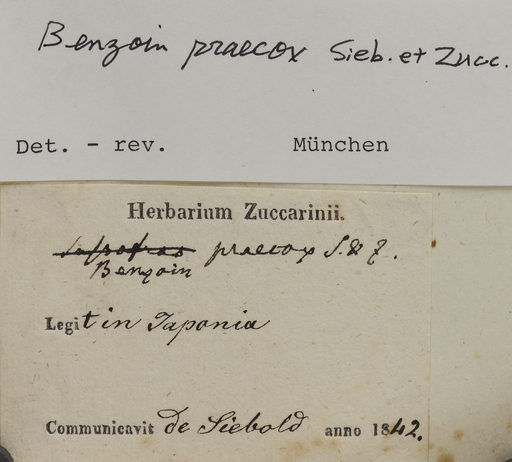 Benzoin praecox Sieb. et Zucc.
Det. - rev. München
Herbarium Zuccarinii.
praecox S. & Z.
Benzoin
Legit in Japonia
Communicavit de Siebold anno 1842.